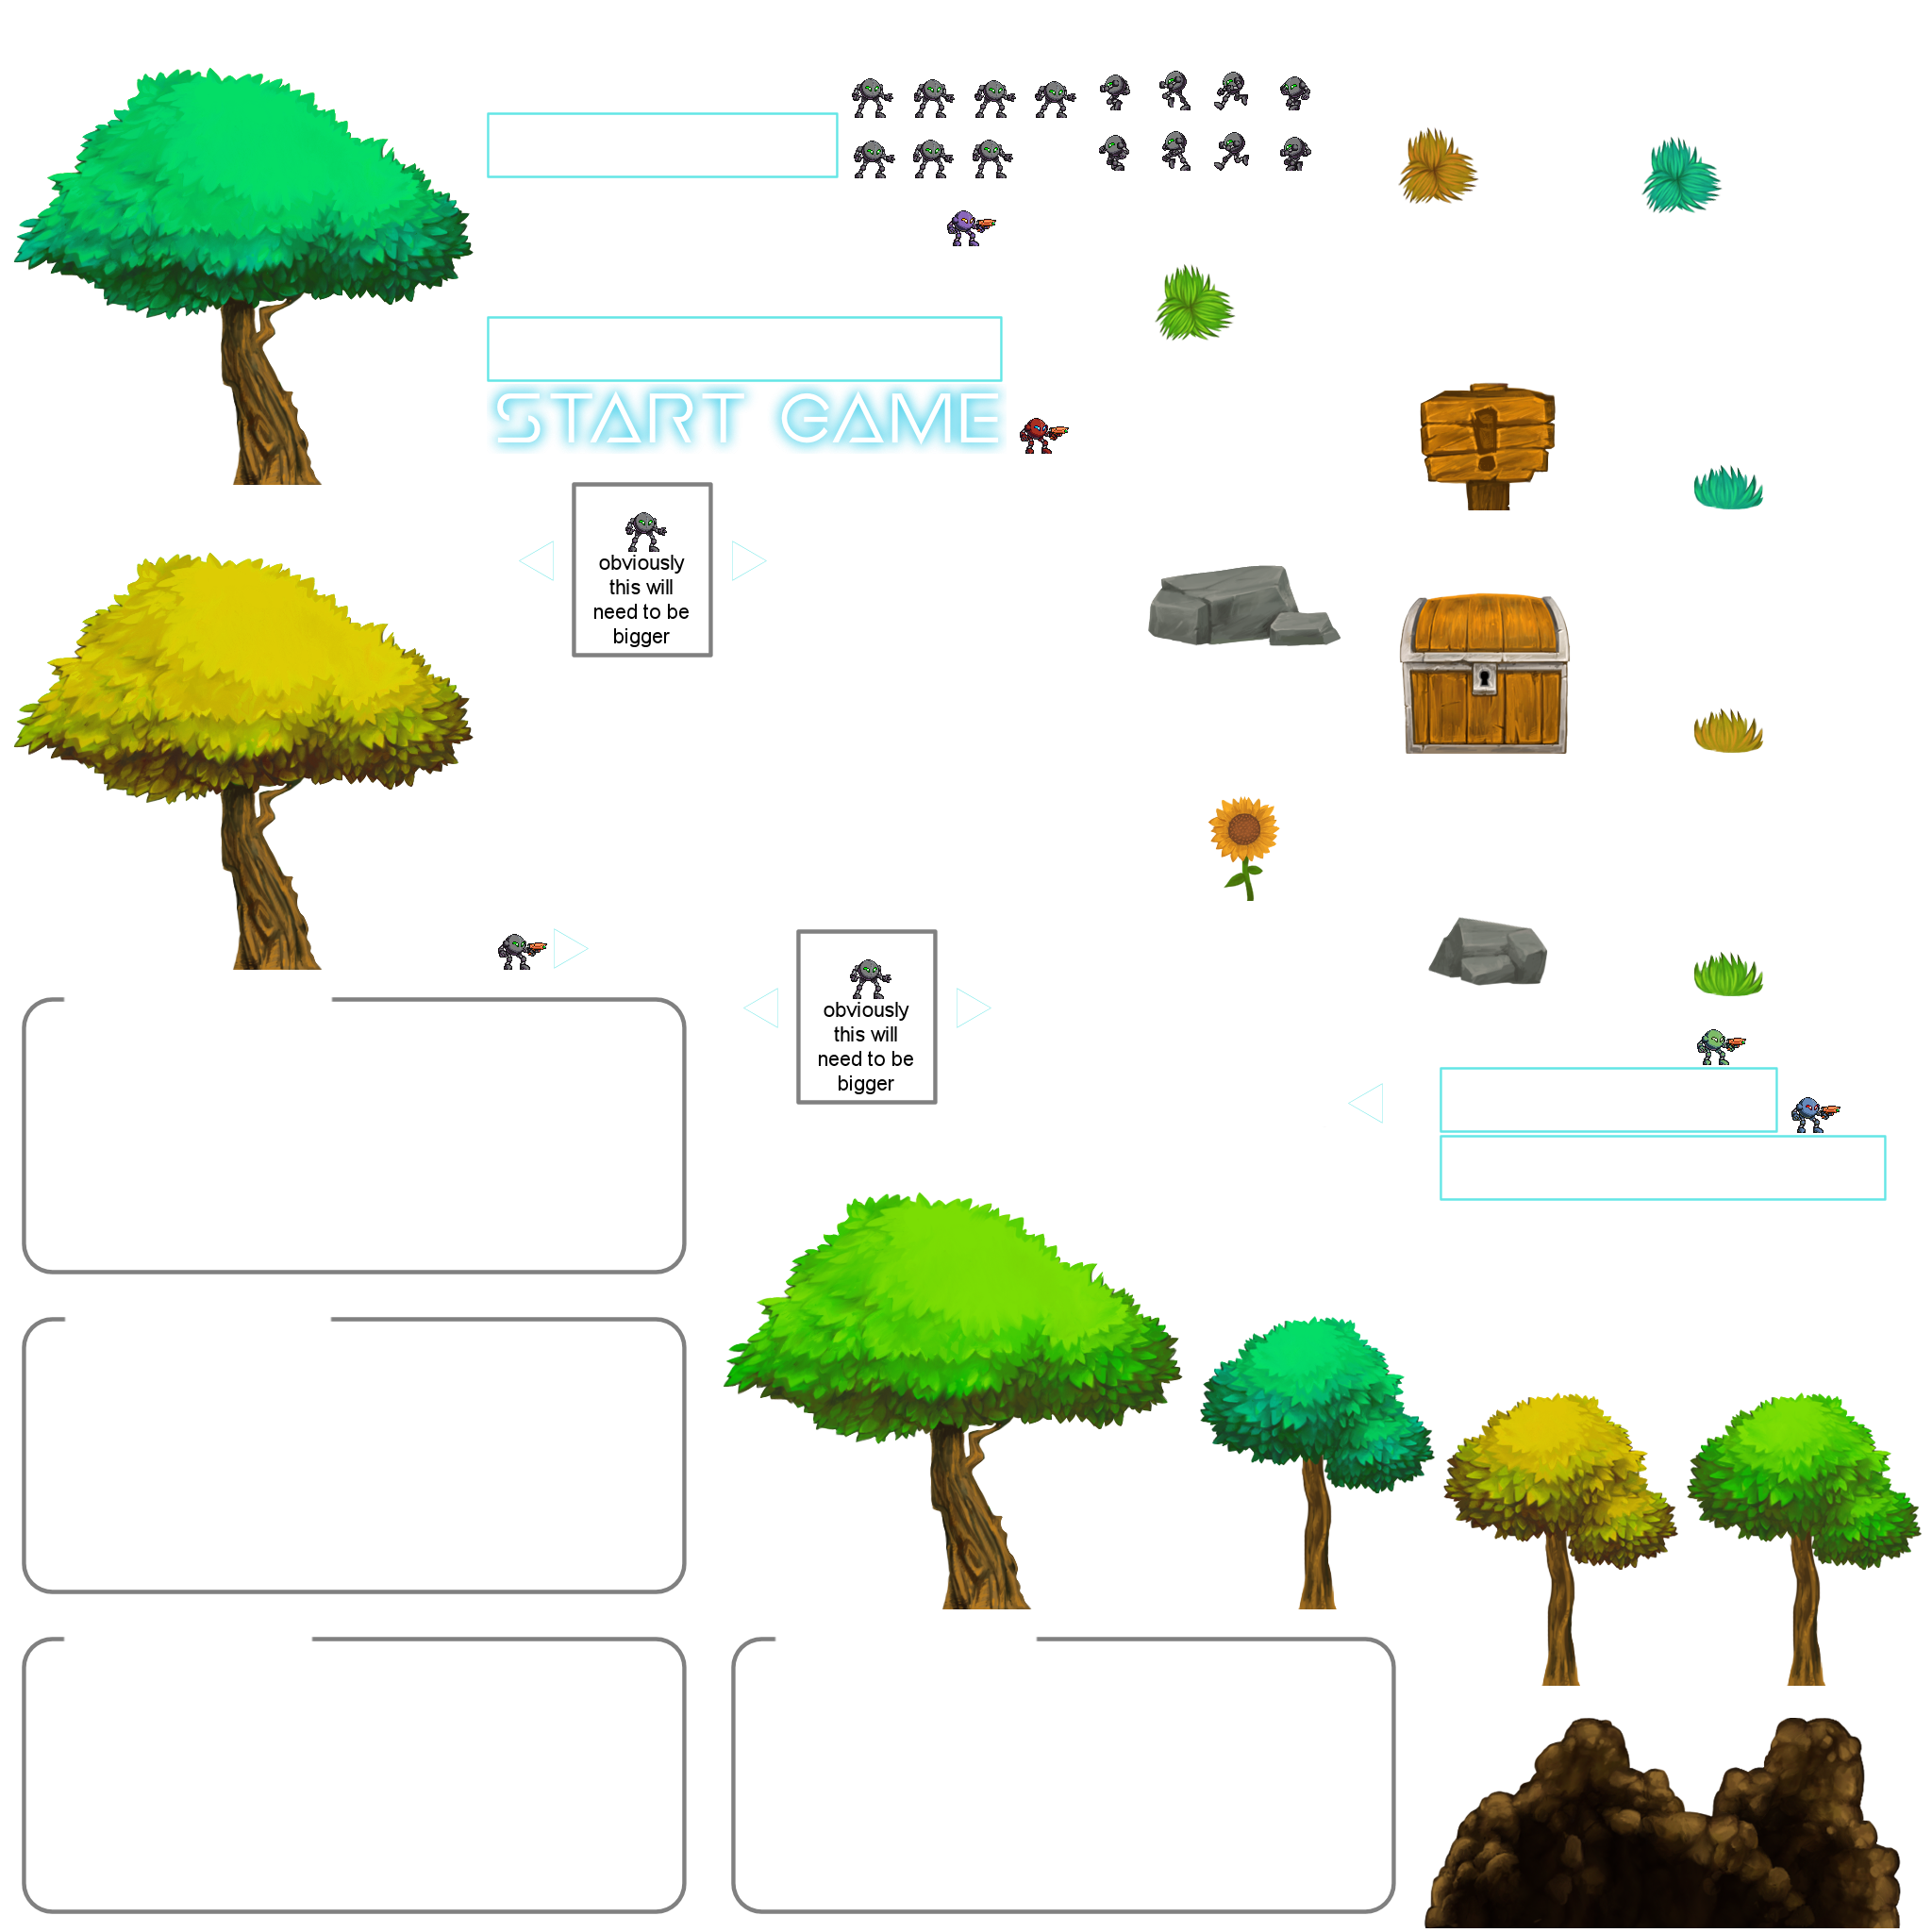 START GAME
obviously
this will
need to be
bigger
obviously
this will
need to be
bigger